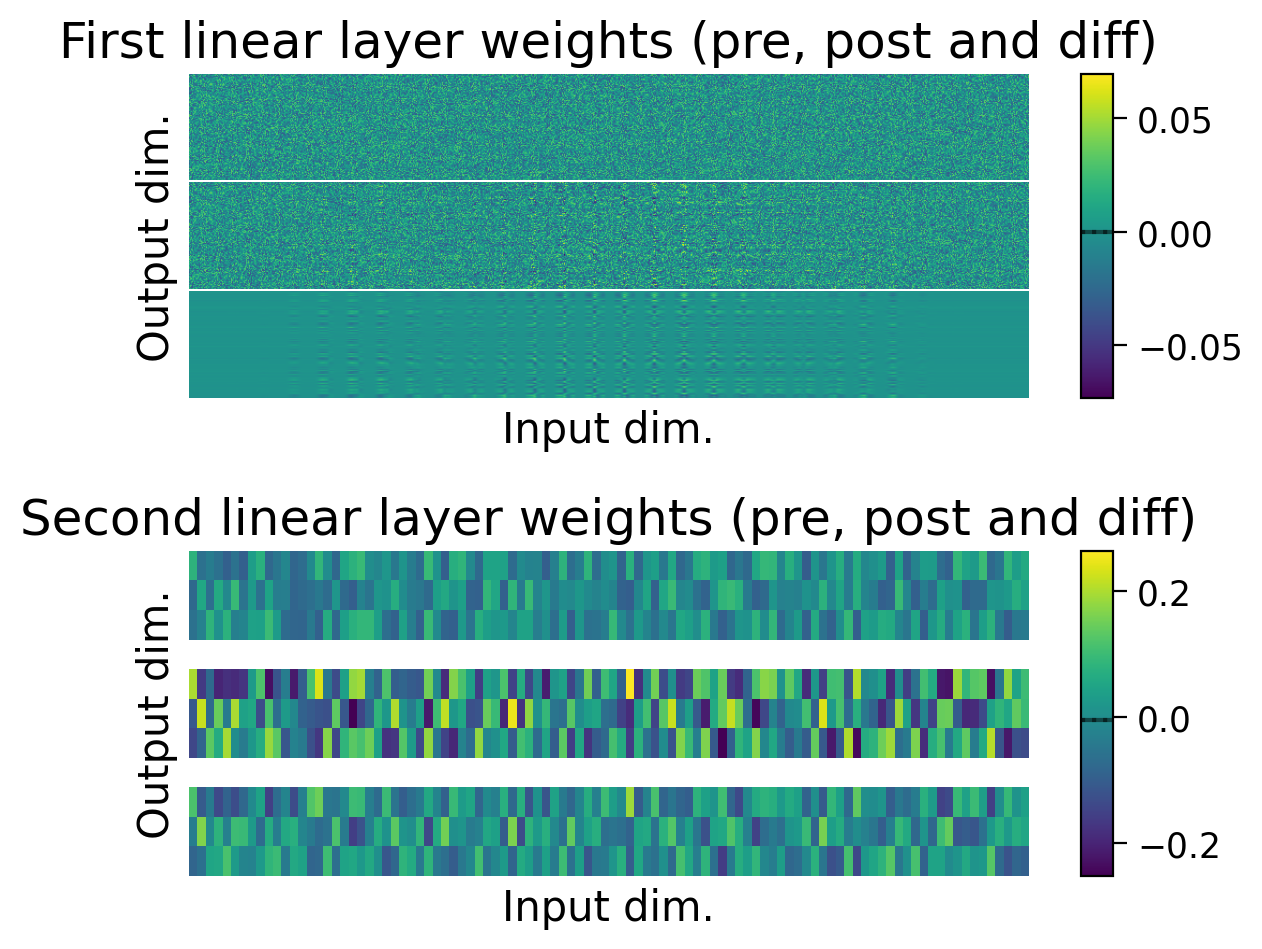 First linear layer weights (pre, post and diff)
Output dim.
0.05
0.00
−0.05
Input dim.
Second linear layer weights (pre, post and diff)
Output dim.
0.2
0.0
−0.2
Input dim.